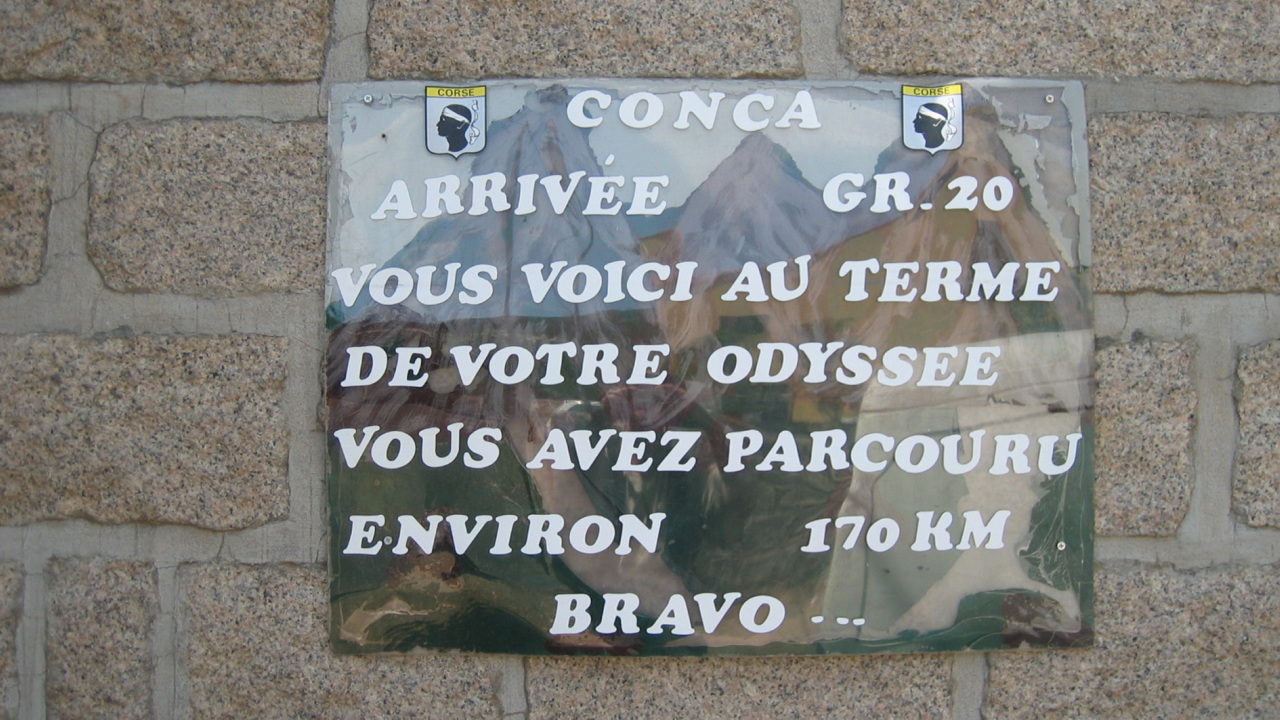 CORSE CONCA CORSE
ARRIVÉE GR.20
VOUS VOICI AU TERME
DE VOTRE ODYSSEE
VOUS AVEZ PARCOURU
ENVIRON 170 KM
BRAVO ...